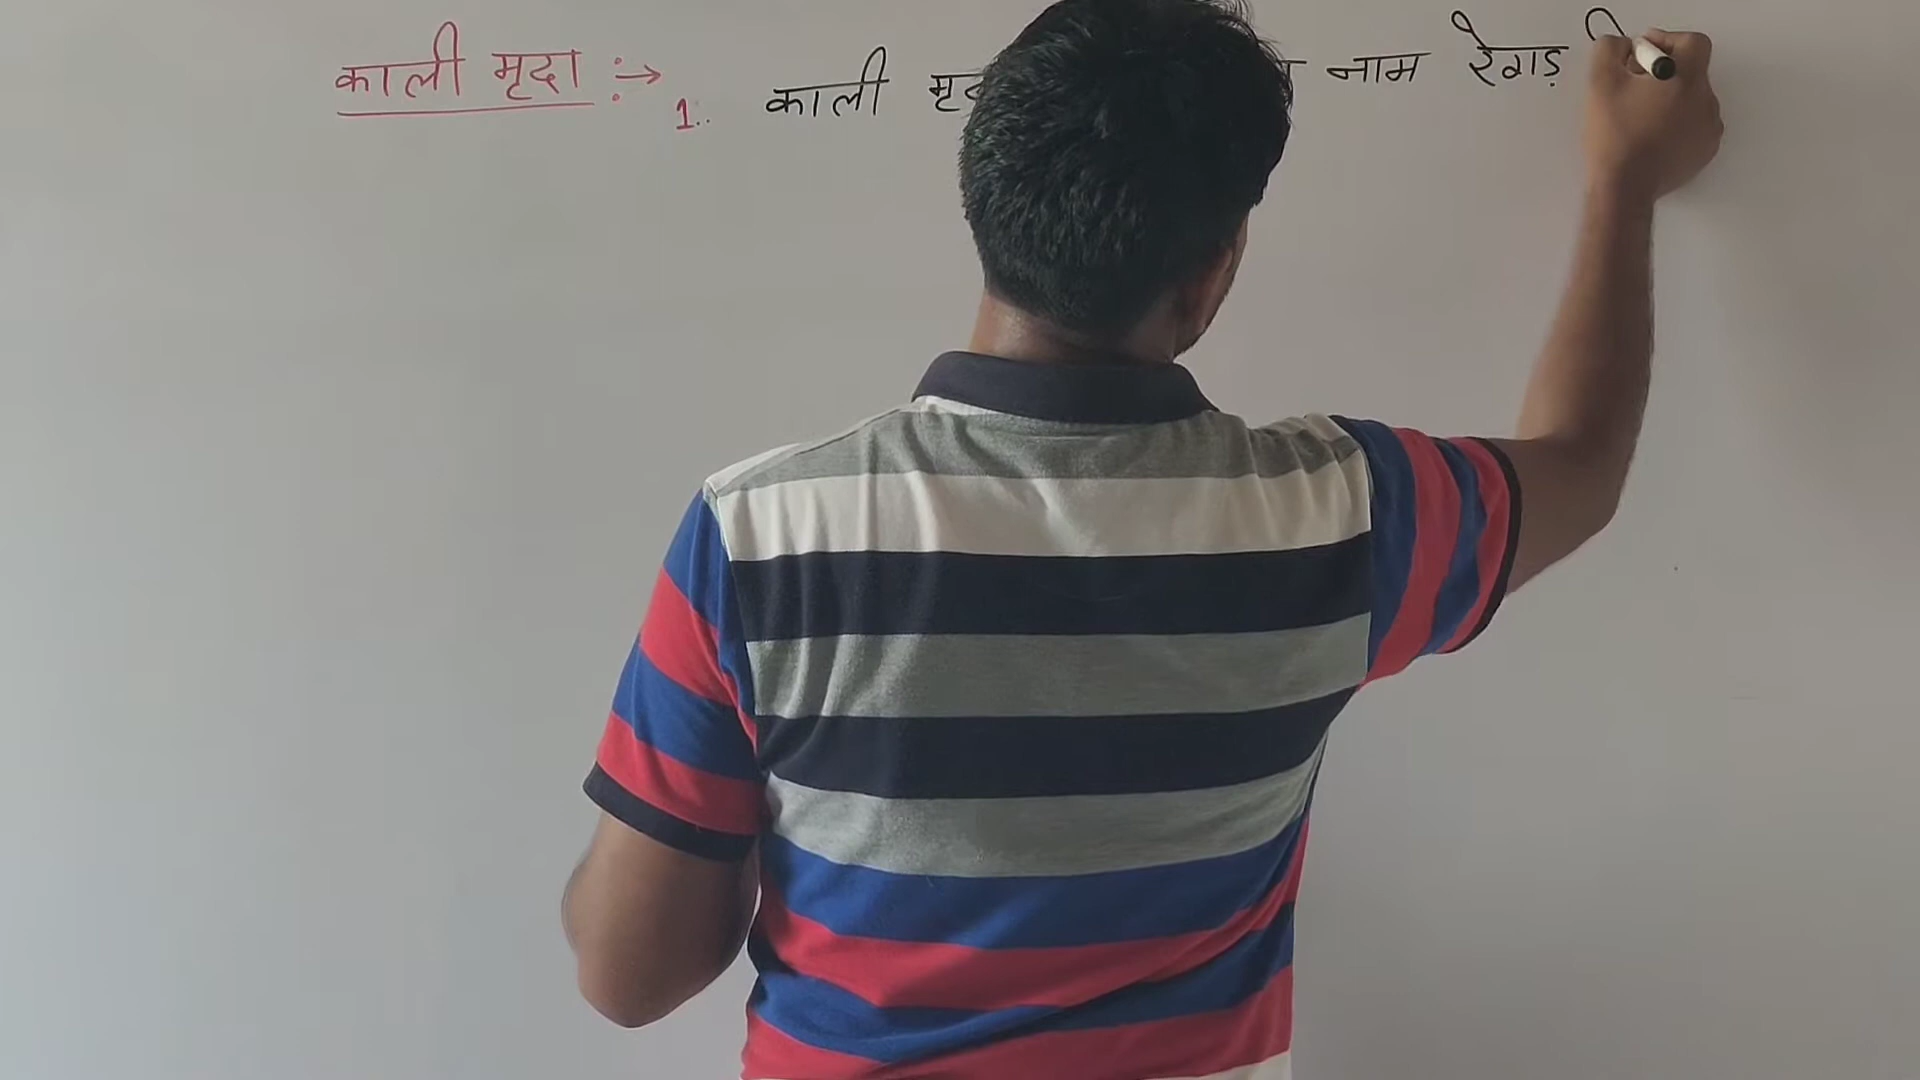 काली मृदा :→
1. काली नाम रेगड़